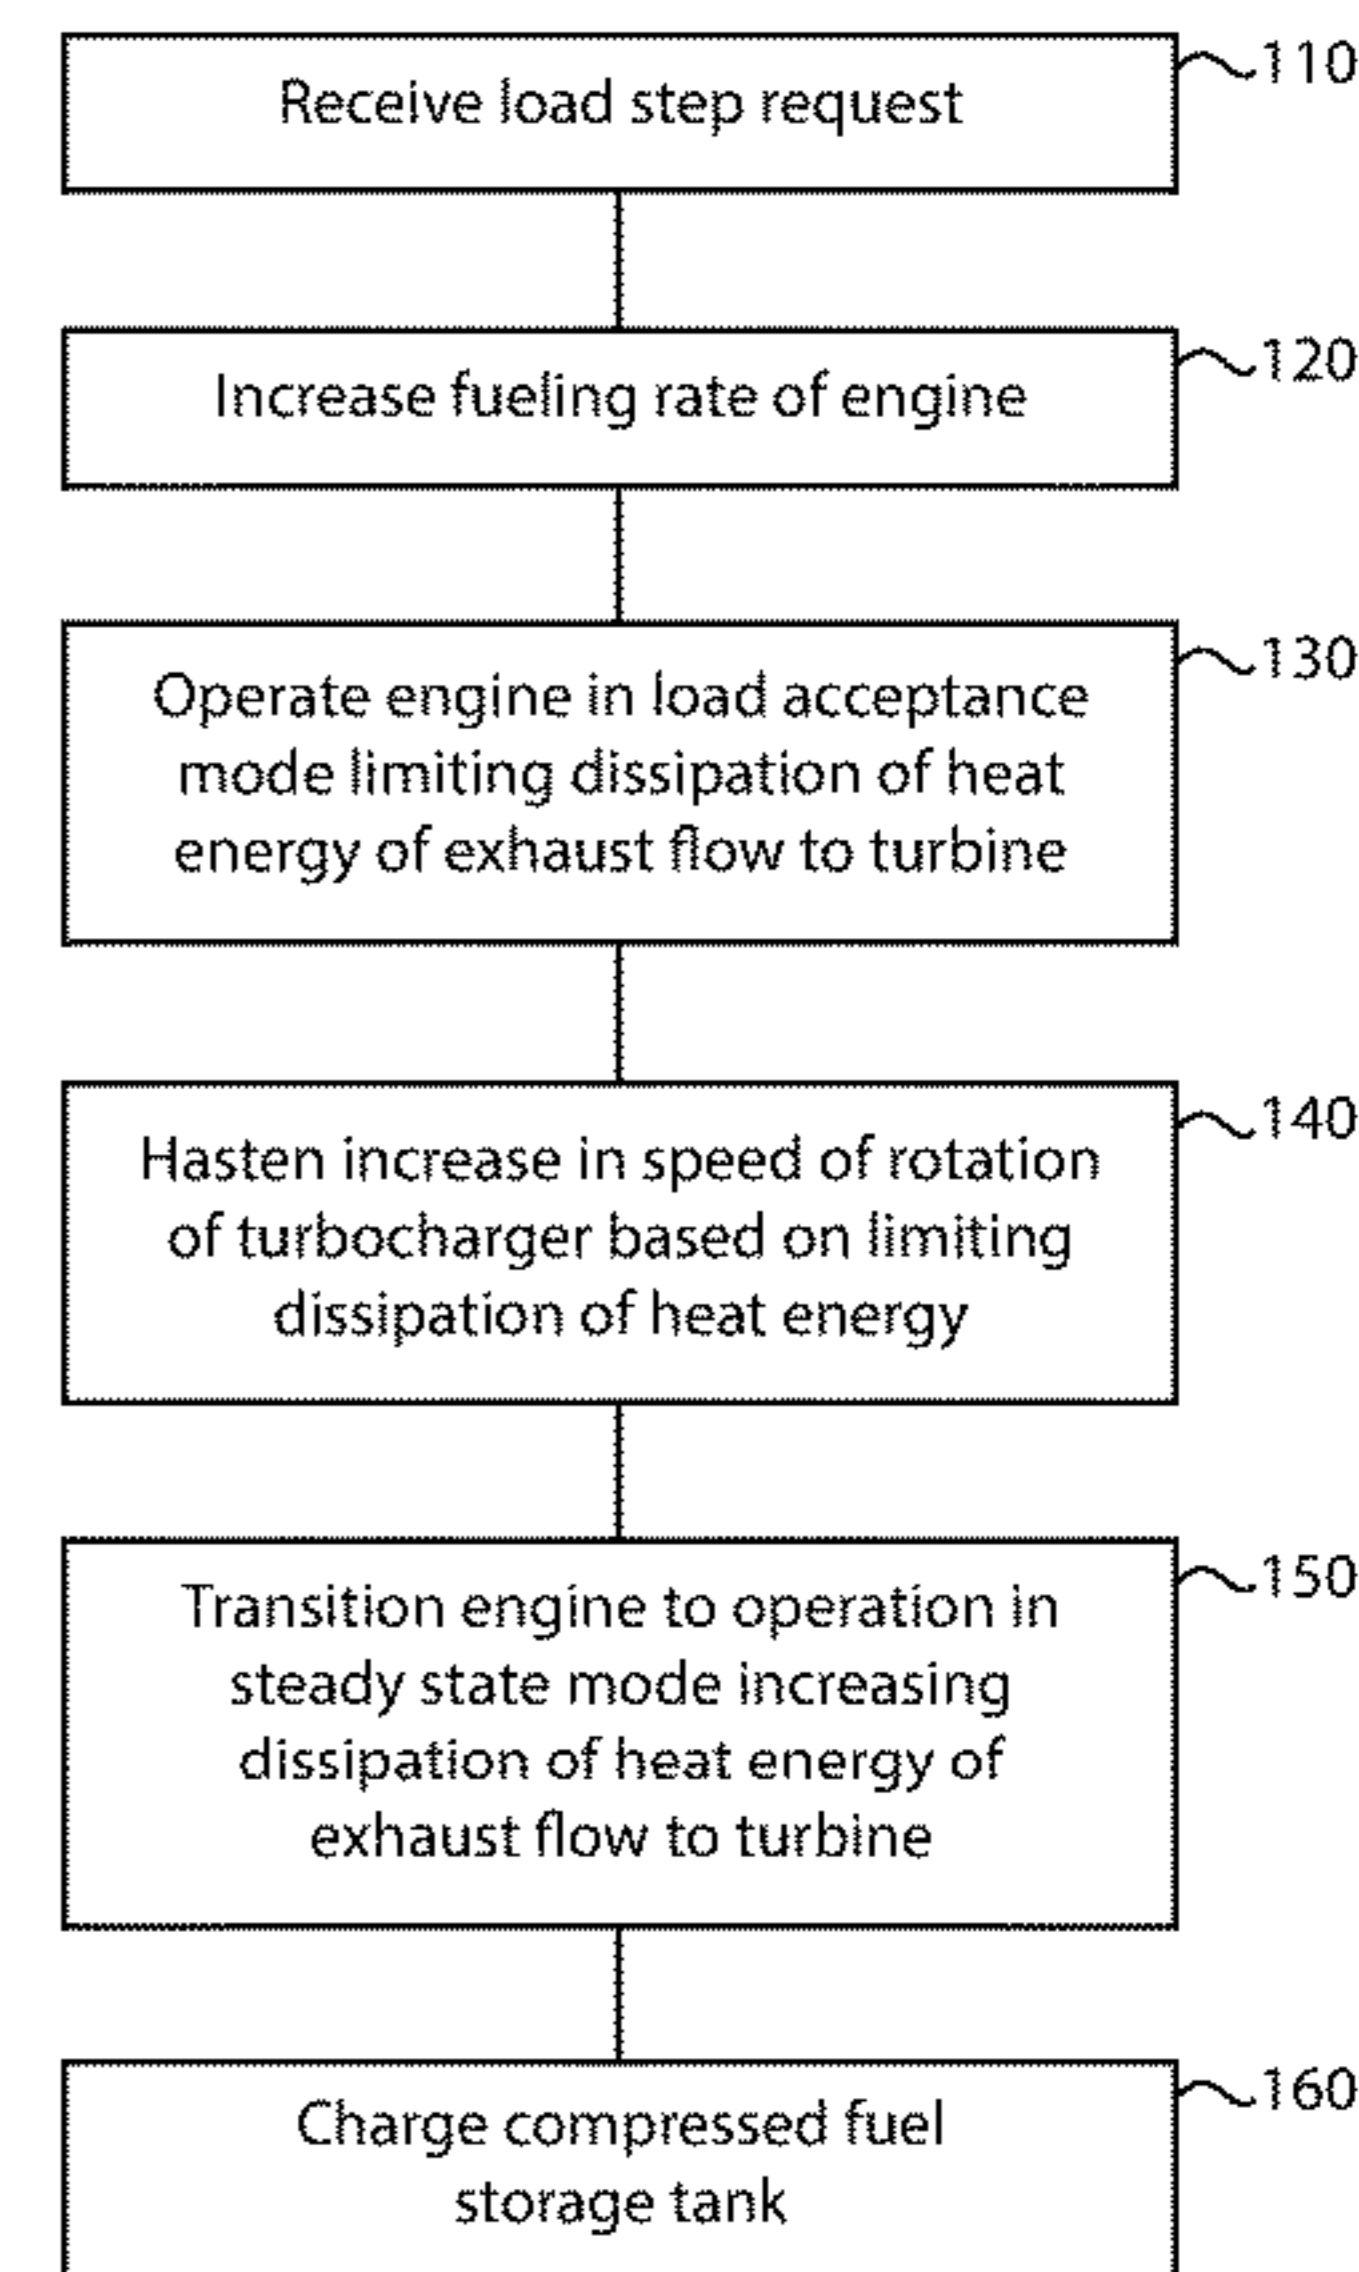 Receive load step request
110
Increase fueling rate of engine
120
Operate engine in load acceptance
mode limiting dissipation of heat
energy of exhaust flow to turbine
130
Hasten increase in speed of rotation
of turbocharger based on limiting
dissipation of heat energy
140
Transition engine to operation in
steady state mode increasing
dissipation of heat energy of
exhaust flow to turbine
150
Charge compressed fuel
storage tank
160